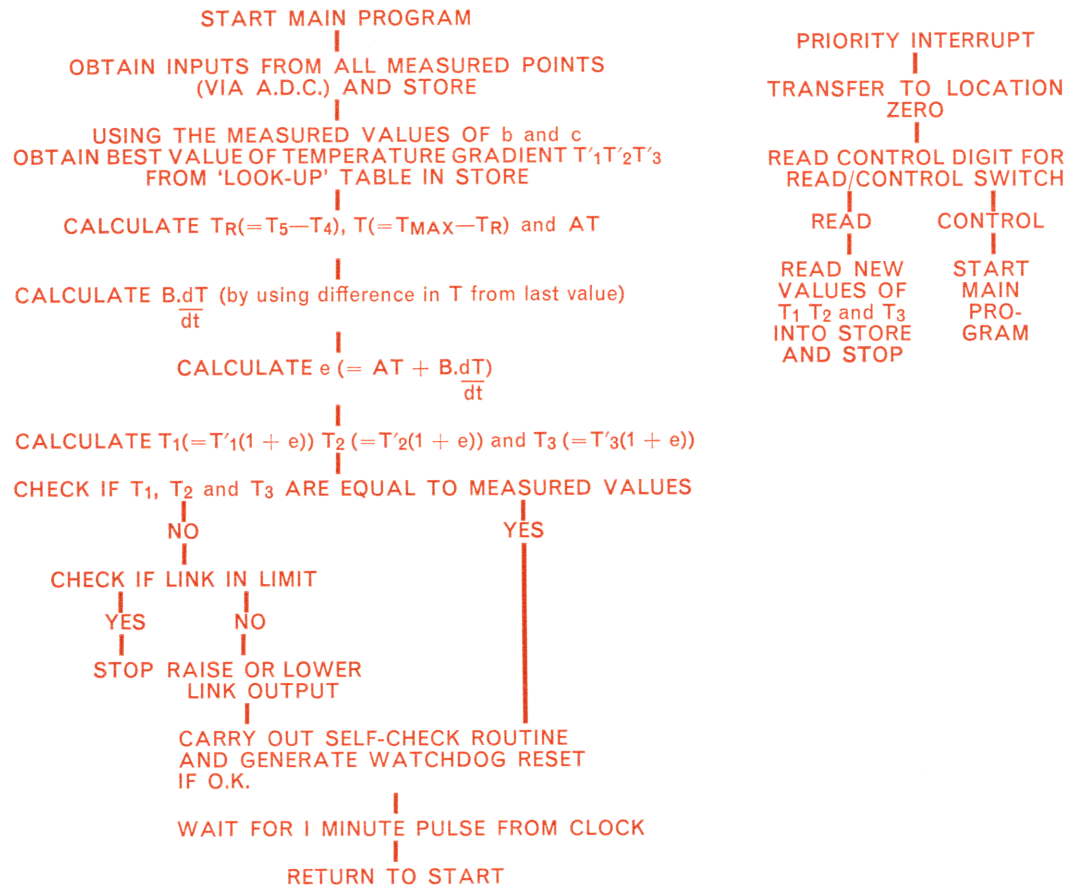 START MAIN PROGRAM
OBTAIN INPUTS FROM ALL MEASURED POINTS
(VIA A.D.C.) AND STORE
USING THE MEASURED VALUES OF b and c
OBTAIN BEST VALUE OF TEMPERATURE GRADIENT T′₁T′₂T′₃
FROM ‘LOOK-UP’ TABLE IN STORE
CALCULATE T_R(=T₅—T₄), T(=T_MAX—T_R) and AT
CALCULATE B.dT (by using difference in T from last value)
dt
CALCULATE e (= AT + B.dT)
dt
CALCULATE T₁(=T′₁(1 + e)) T₂ (=T′₂(1 + e)) and T₃ (=T′₃(1 + e))
CHECK IF T₁, T₂ and T₃ ARE EQUAL TO MEASURED VALUES
NO YES
CHECK IF LINK IN LIMIT
YES NO
STOP RAISE OR LOWER
LINK OUTPUT
CARRY OUT SELF-CHECK ROUTINE
AND GENERATE WATCHDOG RESET
IF O.K.
WAIT FOR I MINUTE PULSE FROM CLOCK
RETURN TO START
PRIORITY INTERRUPT
TRANSFER TO LOCATION
ZERO
READ CONTROL DIGIT FOR
READ/CONTROL SWITCH
READ CONTROL
READ NEW
VALUES OF
T₁ T₂ and T₃
INTO STORE
AND STOP
START
MAIN
PRO-
GRAM